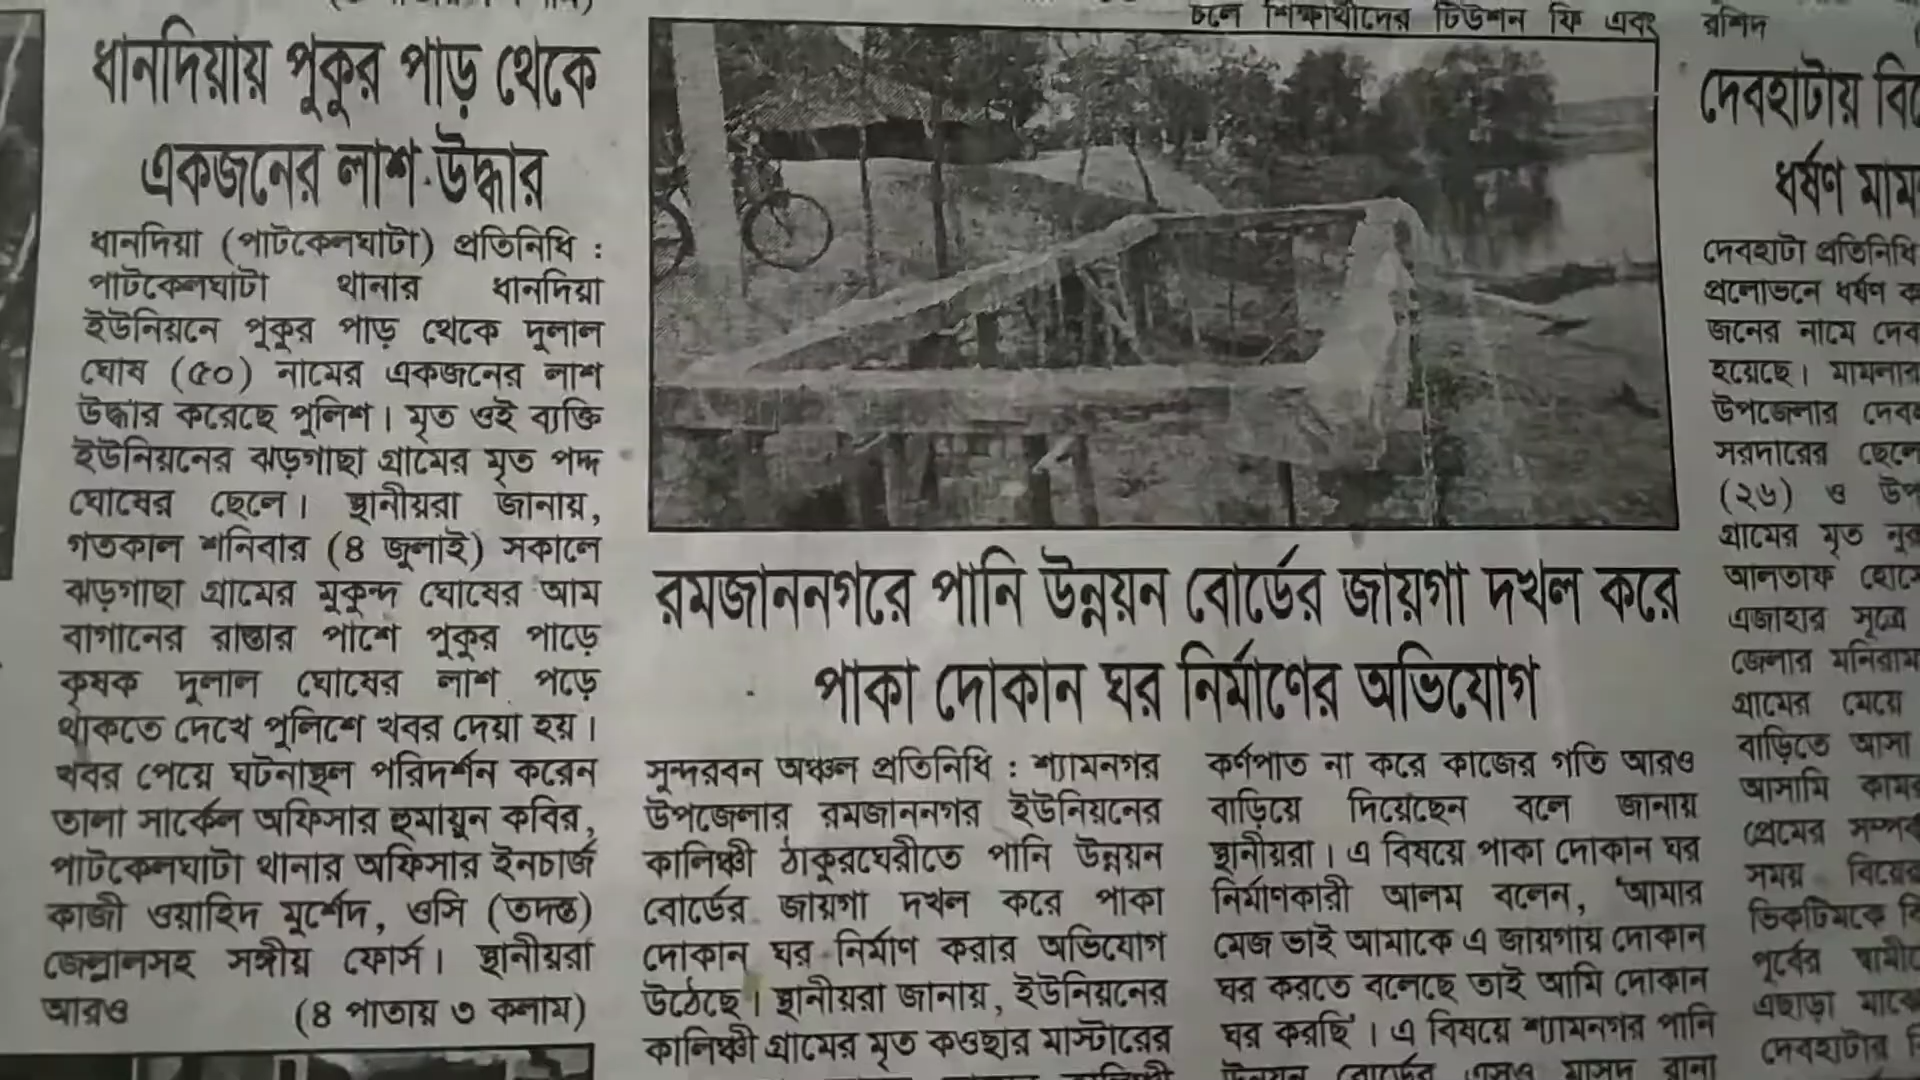 চলে শিক্ষার্থীদের টিউশন ফি এবং
রশিদ
ধানদিয়ায় পুকুর পাড় থেকে
একজনের লাশ উদ্ধার
ধানদিয়া (পাটকেলঘাটা) প্রতিনিধি :
পাটকেলঘাটা থানার ধানদিয়া
ইউনিয়নে পুকুর পাড় থেকে দুলাল
ঘোষ (৫০) নামের একজনের লাশ
উদ্ধার করেছে পুলিশ। মৃত ওই ব্যক্তি
ইউনিয়নের ঝড়গাছা গ্রামের মৃত পদ্দ
ঘোষের ছেলে। স্থানীয়রা জানায়,
গতকাল শনিবার (৪ জুলাই) সকালে
ঝড়গাছা গ্রামের মুকুন্দ ঘোষের আম
বাগানের রাস্তার পাশে পুকুর পাড়ে
কৃষক দুলাল ঘোষের লাশ পড়ে
থাকতে দেখে পুলিশে খবর দেয়া হয়।
খবর পেয়ে ঘটনাস্থল পরিদর্শন করেন
তালা সার্কেল অফিসার হুমায়ুন কবির,
পাটকেলঘাটা থানার অফিসার ইনচার্জ
কাজী ওয়াহিদ মুর্শেদ, ওসি (তদন্ত)
জেল্লালসহ সঙ্গীয় ফোর্স। স্থানীয়রা
আরও (৪ পাতায় ৩ কলাম)
রমজাননগরে পানি উন্নয়ন বোর্ডের জায়গা দখল করে
পাকা দোকান ঘর নির্মাণের অভিযোগ
সুন্দরবন অঞ্চল প্রতিনিধি : শ্যামনগর
উপজেলার রমজাননগর ইউনিয়নের
কালিঞ্চী ঠাকুরঘেরীতে পানি উন্নয়ন
বোর্ডের জায়গা দখল করে পাকা
দোকান ঘর নির্মাণ করার অভিযোগ
উঠেছে। স্থানীয়রা জানায়, ইউনিয়নের
কালিঞ্চী গ্রামের মৃত কওছার মাস্টারের
কর্ণপাত না করে কাজের গতি আরও
বাড়িয়ে দিয়েছেন বলে জানায়
স্থানীয়রা। এ বিষয়ে পাকা দোকান ঘর
নির্মাণকারী আলম বলেন, 'আমার
মেজ ভাই আমাকে এ জায়গায় দোকান
ঘর করতে বলেছে তাই আমি দোকান
ঘর করছি'। এ বিষয়ে শ্যামনগর পানি
উন্নয়ন বোর্ডের এসও মাসুদ রানা
দেবহাটায়
ধর্ষণ
দেবহাটা প্রতিনিধি
প্রলোভনে ধর্ষণ
জনের নামে
হয়েছে। মামলার
উপজেলার
সরদারের ছেলে
(২৬) ও
গ্রামের মৃত
আলতাফ
এজাহার সূত্রে
জেলার
গ্রামের মেয়ে
বাড়িতে আসা
আসামি
প্রেমের
সময় বিয়ের
ভিকটিমকে
পূর্বের
এছাড়া
দেবহাটার